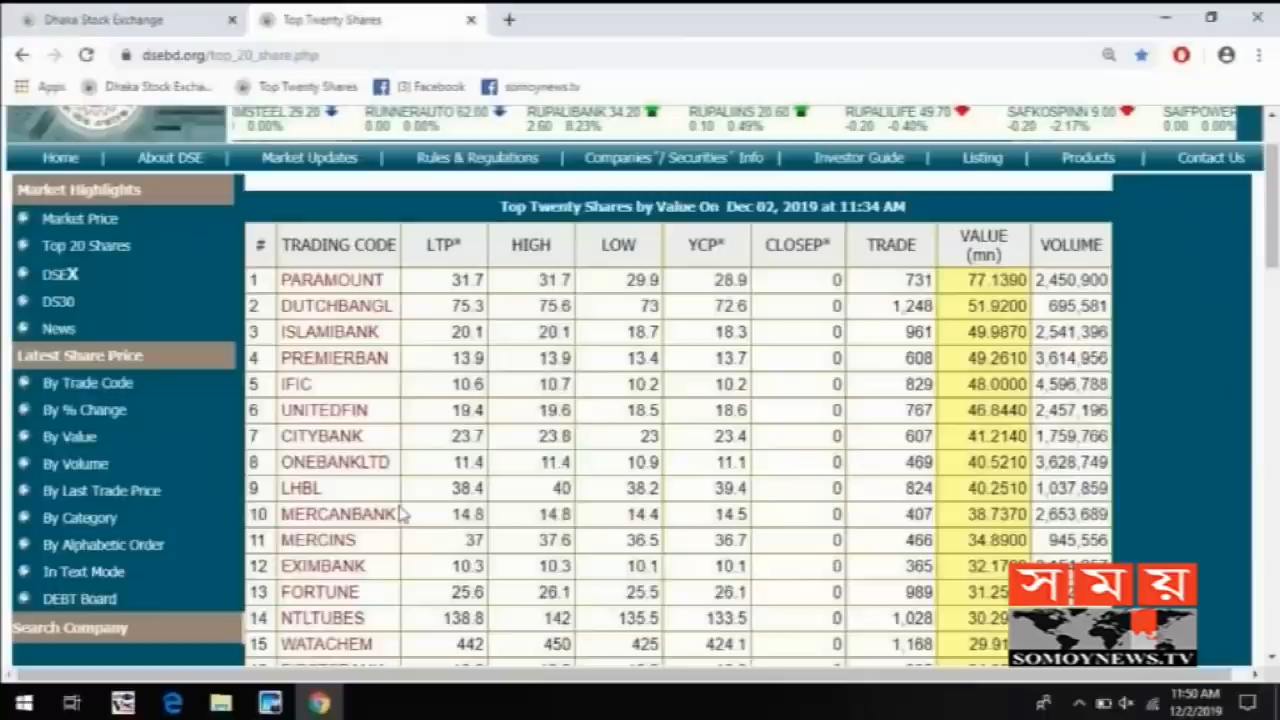 Dhaka Stock Exchange
Top Twenty Shares
dsebd.org/top_20_share.php
Apps Dhaka Stock Excha... Top Twenty Shares (3) Facebook somoynews.tv
MSTEEL 29.20 RUNNERAUTO 62.00 RUPALIBANK 34.20 RUPALIINS 20.60 RUPALILIFE 49.70 SAFKOSPINN 9.00 SAIFPOWER
0.00% 0.00 0.00% 2.60 8.23% 0.10 0.49% -0.20 -0.40% -0.20 -2.17% 0.00 0.00%
Home | About DSE | Market Updates | Rules & Regulations | Companies'/ Securities' Info | Investor Guide | Listing | Products | Contact Us
Market Highlights
Market Price
Top 20 Shares
DSEX
DS30
News
Latest Share Price
By Trade Code
By % Change
By Value
By Volume
By Last Trade Price
By Category
By Alphabetic Order
In Text Mode
DEBT Board
Search Company
Top Twenty Shares by Value On Dec 02, 2019 at 11:34 AM
# TRADING CODE LTP* HIGH LOW YCP* CLOSEP* TRADE VALUE (mn) VOLUME
1 PARAMOUNT 31.7 31.7 29.9 28.9 0 731 77.1390 2,450,900
2 DUTCHBANGL 75.3 75.6 73 72.6 0 1,248 51.9200 695,581
3 ISLAMIBANK 20.1 20.1 18.7 18.3 0 961 49.9870 2,541,396
4 PREMIERBAN 13.9 13.9 13.4 13.7 0 608 49.2610 3,614,956
5 IFIC 10.6 10.7 10.2 10.2 0 829 48.0000 4,596,788
6 UNITEDFIN 19.4 19.6 18.5 18.6 0 767 46.8440 2,457,196
7 CITYBANK 23.7 23.8 23 23.4 0 607 41.2140 1,759,766
8 ONEBANKLTD 11.4 11.4 10.9 11.1 0 469 40.5210 3,628,749
9 LHBL 38.4 40 38.2 39.4 0 824 40.2510 1,037,859
10 MERCANBANK 14.8 14.8 14.4 14.5 0 407 38.7370 2,653,689
11 MERCINS 37 37.6 36.5 36.7 0 466 34.8900 945,556
12 EXIMBANK 10.3 10.3 10.1 10.1 0 365 32.17
13 FORTUNE 25.6 26.1 25.5 26.1 0 989 31.25
14 NTLTUBES 138.8 142 135.5 133.5 0 1,028 30.29
15 WATACHEM 442 450 425 424.1 0 1,168 29.91
সময়
SOMOYNEWS.TV
11:50 AM
12/2/2019